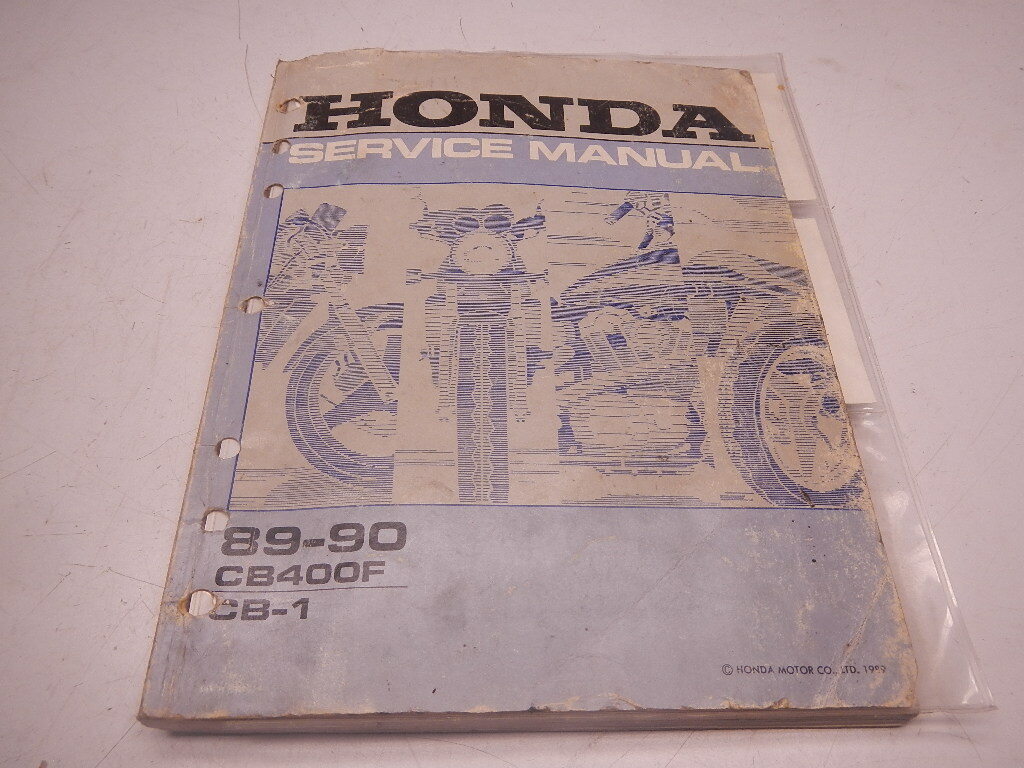 HONDA
SERVICE MANUAL
89-90
CB400F
CB-1
© HONDA MOTOR CO., LTD. 1989